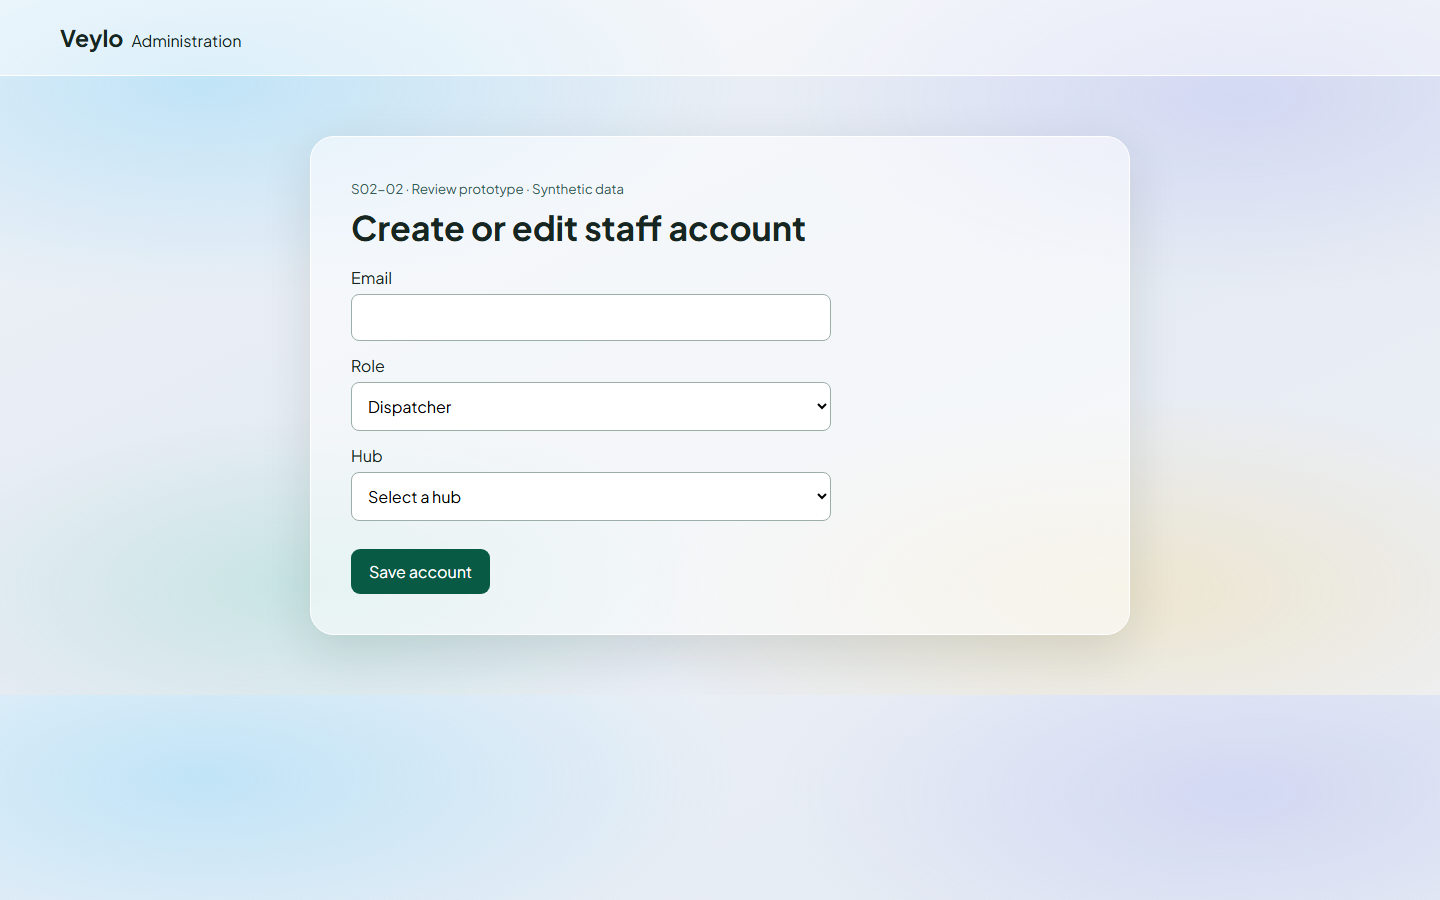 Veylo Administration
S02-02 · Review prototype · Synthetic data
Create or edit staff account
Email
Role
Dispatcher
Hub
Select a hub
Save account